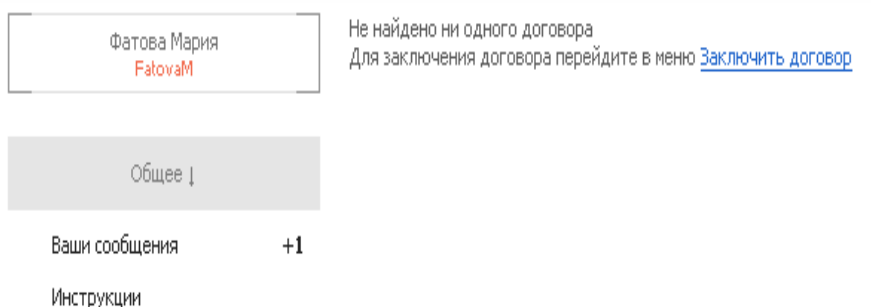 Фатова Мария
FatovaM
Не найдено ни одного договора
Для заключения договора перейдите в меню Заключить договор
Общее ↓
Ваши сообщения +1
Инструкции